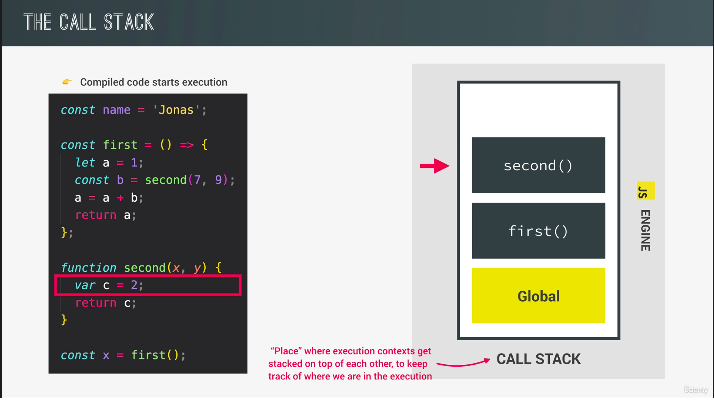 THE CALL STACK
👉 Compiled code starts execution
const name = 'Jonas';
const first = () => {
let a = 1;
const b = second(7, 9);
a = a + b;
return a;
};
function second(x, y) {
var c = 2;
return c;
}
const x = first();
second()
first()
Global
JS
ENGINE
"Place" where execution contexts get
stacked on top of each other, to keep
track of where we are in the execution
CALL STACK
Udemy